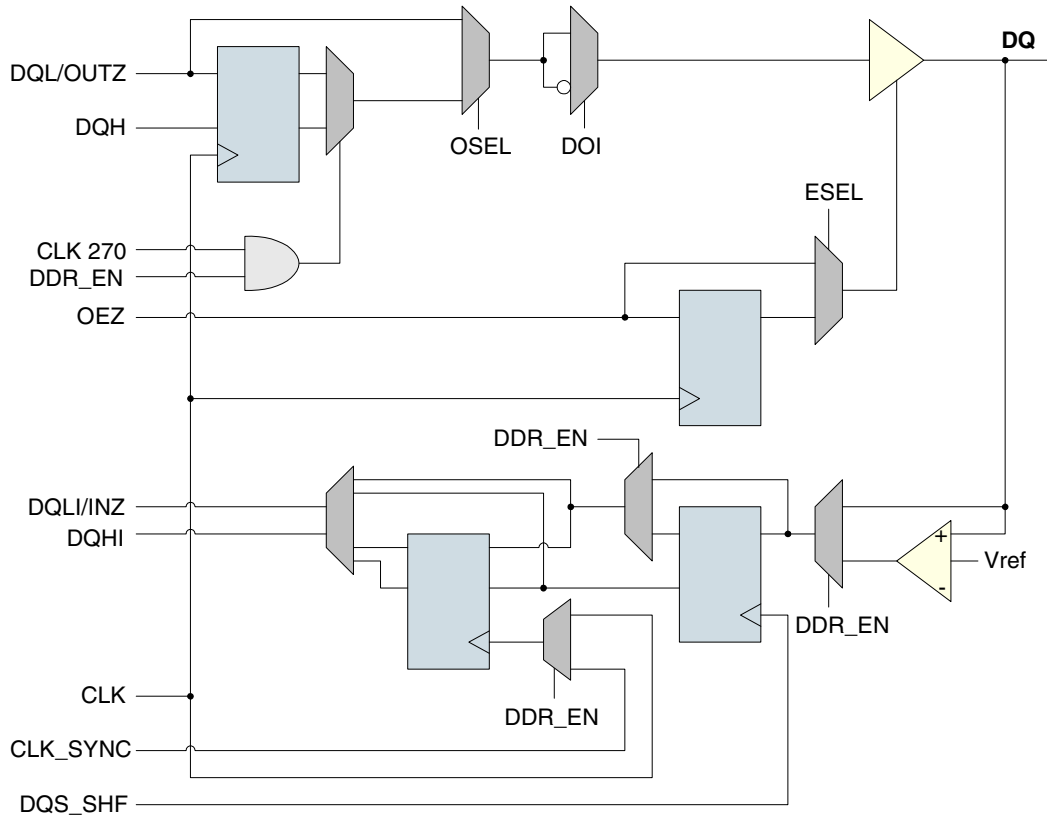 DQ
DQL/OUTZ
DQH
OSEL
DOI
ESEL
CLK 270
DDR_EN
OEZ
DDR_EN
DQLI/INZ
DQHI
+
Vref
-
DDR_EN
CLK
DDR_EN
CLK_SYNC
DQS_SHF